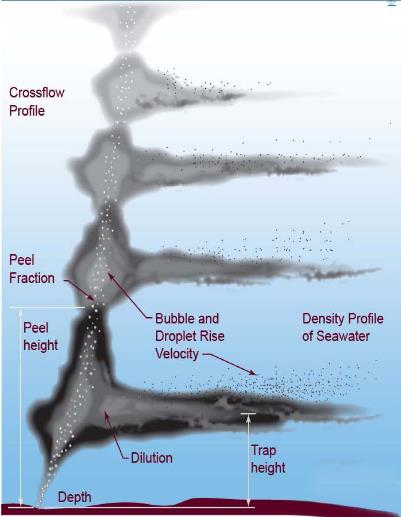 Crossflow
Profile
Peel
Fraction
Peel
height
Bubble and
Droplet Rise
Velocity
Density Profile
of Seawater
Dilution
Trap
height
Depth